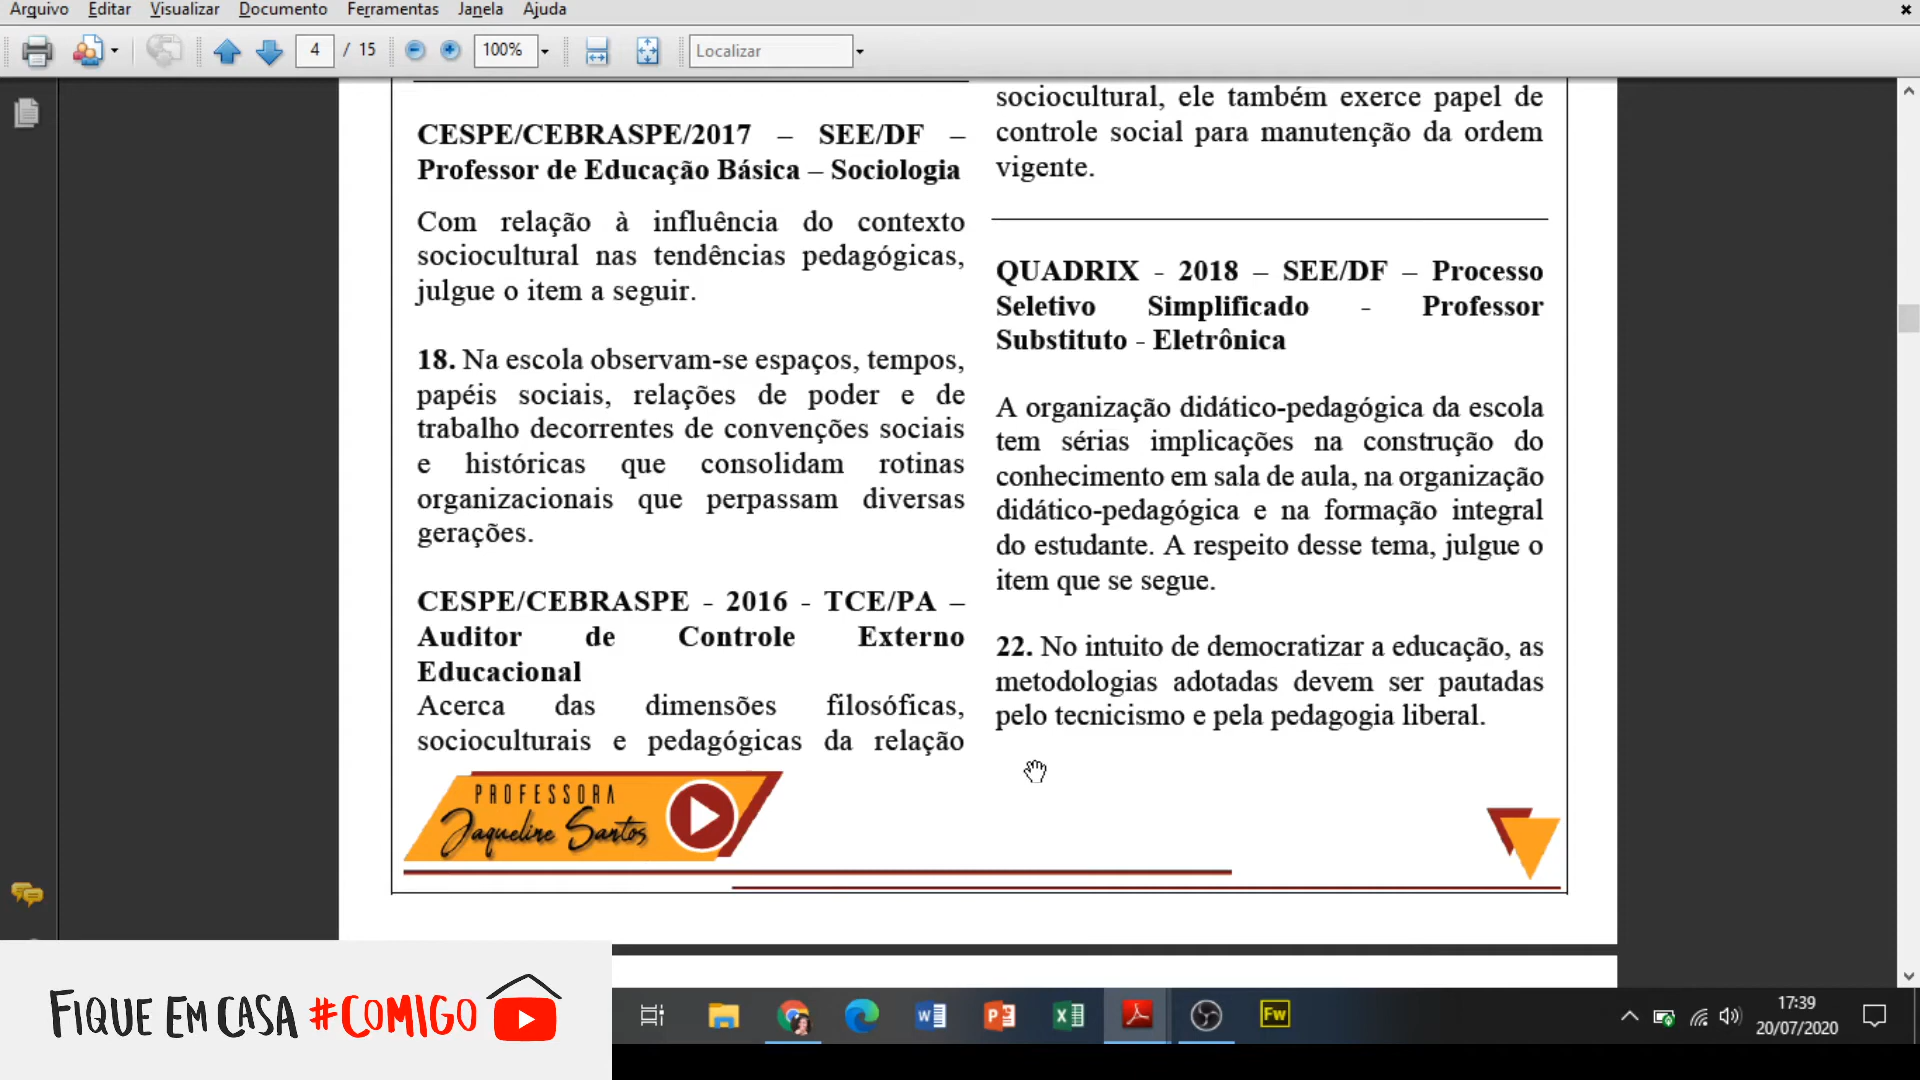 Arquivo Editar Visualizar Documento Ferramentas Janela Ajuda
4 / 15 100% Localizar
CESPE/CEBRASPE/2017 – SEE/DF –
Professor de Educação Básica – Sociologia
Com relação à influência do contexto
sociocultural nas tendências pedagógicas,
julgue o item a seguir.
18. Na escola observam-se espaços, tempos,
papéis sociais, relações de poder e de
trabalho decorrentes de convenções sociais
e históricas que consolidam rotinas
organizacionais que perpassam diversas
gerações.
CESPE/CEBRASPE - 2016 - TCE/PA –
Auditor de Controle Externo
Educacional
Acerca das dimensões filosóficas,
socioculturais e pedagógicas da relação
sociocultural, ele também exerce papel de
controle social para manutenção da ordem
vigente.
QUADRIX - 2018 – SEE/DF – Processo
Seletivo Simplificado - Professor
Substituto - Eletrônica
A organização didático-pedagógica da escola
tem sérias implicações na construção do
conhecimento em sala de aula, na organização
didático-pedagógica e na formação integral
do estudante. A respeito desse tema, julgue o
item que se segue.
22. No intuito de democratizar a educação, as
metodologias adotadas devem ser pautadas
pelo tecnicismo e pela pedagogia liberal.
PROFESSORA
Jaqueline Santos
FIQUE EM CASA #COMIGO
Fw
17:39
20/07/2020